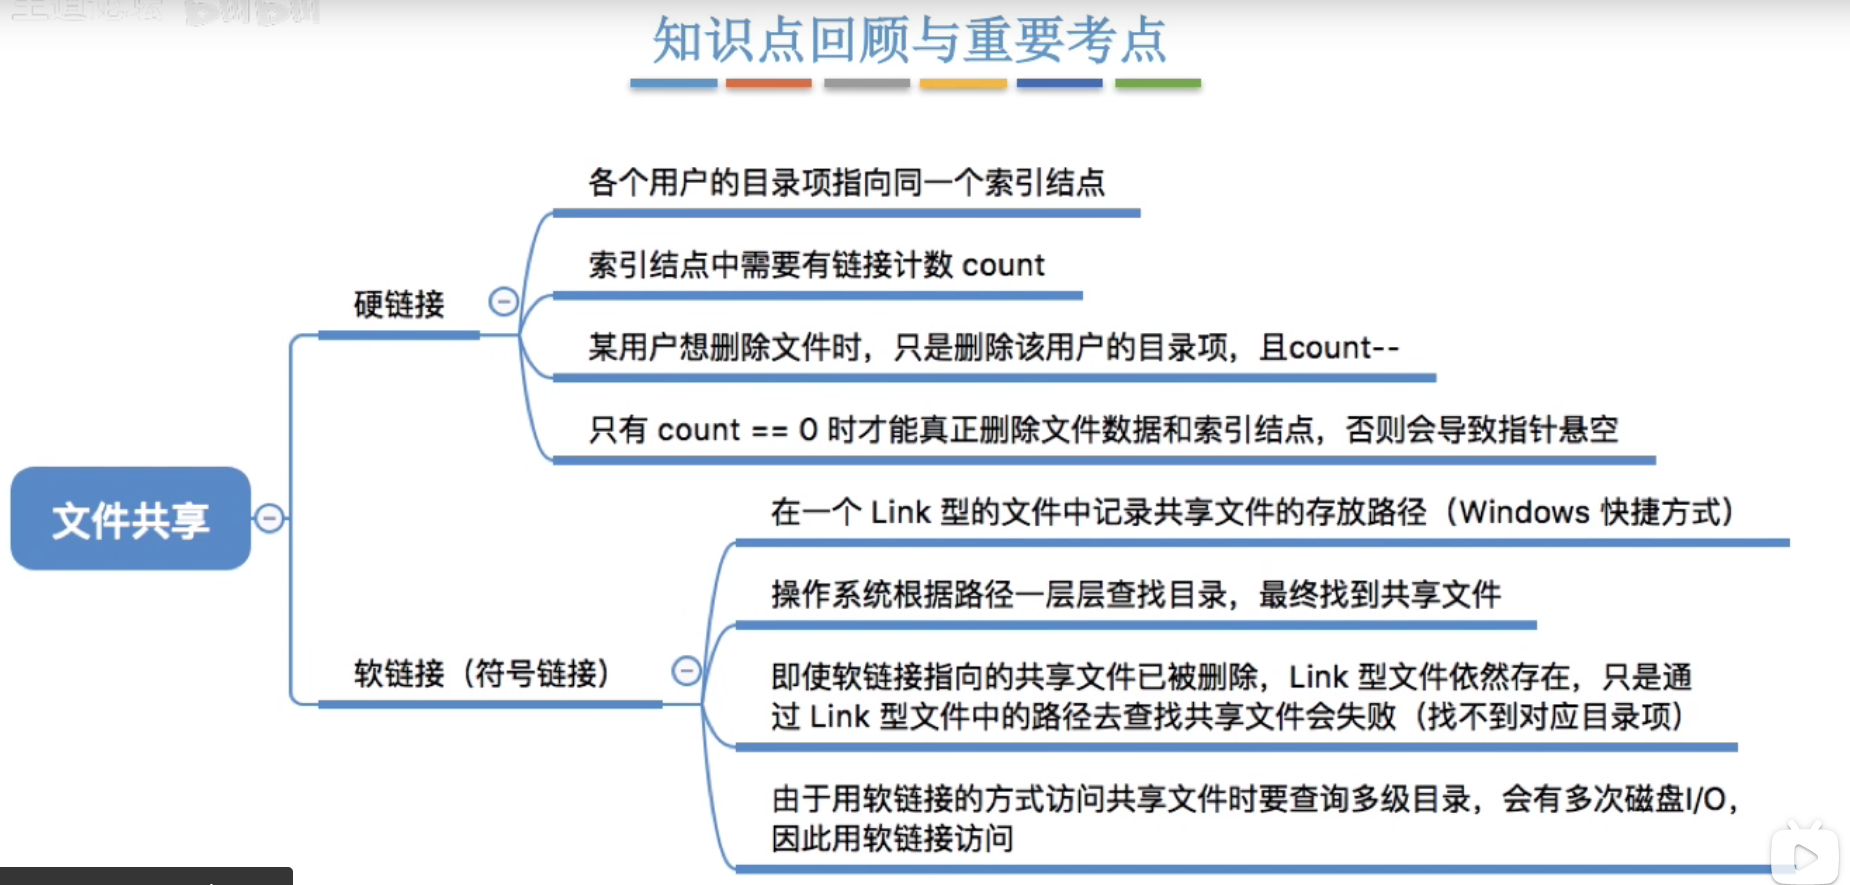 知识点回顾与重要考点
各个用户的目录项指向同一个索引结点
索引结点中需要有链接计数 count
硬链接
某用户想删除文件时，只是删除该用户的目录项，且count--
只有 count == 0 时才能真正删除文件数据和索引结点，否则会导致指针悬空
文件共享
在一个 Link 型的文件中记录共享文件的存放路径（Windows 快捷方式）
操作系统根据路径一层层查找目录，最终找到共享文件
软链接（符号链接）
即使软链接指向的共享文件已被删除，Link 型文件依然存在，只是通
过 Link 型文件中的路径去查找共享文件会失败（找不到对应目录项）
由于用软链接的方式访问共享文件时要查询多级目录，会有多次磁盘I/O，
因此用软链接访问